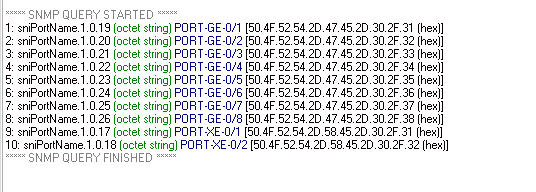 ***** SNMP QUERY STARTED *****
1: sniPortName.1.0.19 (octet string) PORT-GE-0/1 [50.4F.52.54.2D.47.45.2D.30.2F.31 (hex)]
2: sniPortName.1.0.20 (octet string) PORT-GE-0/2 [50.4F.52.54.2D.47.45.2D.30.2F.32 (hex)]
3: sniPortName.1.0.21 (octet string) PORT-GE-0/3 [50.4F.52.54.2D.47.45.2D.30.2F.33 (hex)]
4: sniPortName.1.0.22 (octet string) PORT-GE-0/4 [50.4F.52.54.2D.47.45.2D.30.2F.34 (hex)]
5: sniPortName.1.0.23 (octet string) PORT-GE-0/5 [50.4F.52.54.2D.47.45.2D.30.2F.35 (hex)]
6: sniPortName.1.0.24 (octet string) PORT-GE-0/6 [50.4F.52.54.2D.47.45.2D.30.2F.36 (hex)]
7: sniPortName.1.0.25 (octet string) PORT-GE-0/7 [50.4F.52.54.2D.47.45.2D.30.2F.37 (hex)]
8: sniPortName.1.0.26 (octet string) PORT-GE-0/8 [50.4F.52.54.2D.47.45.2D.30.2F.38 (hex)]
9: sniPortName.1.0.17 (octet string) PORT-XE-0/1 [50.4F.52.54.2D.58.45.2D.30.2F.31 (hex)]
10: sniPortName.1.0.18 (octet string) PORT-XE-0/2 [50.4F.52.54.2D.58.45.2D.30.2F.32 (hex)]
***** SNMP QUERY FINISHED *****